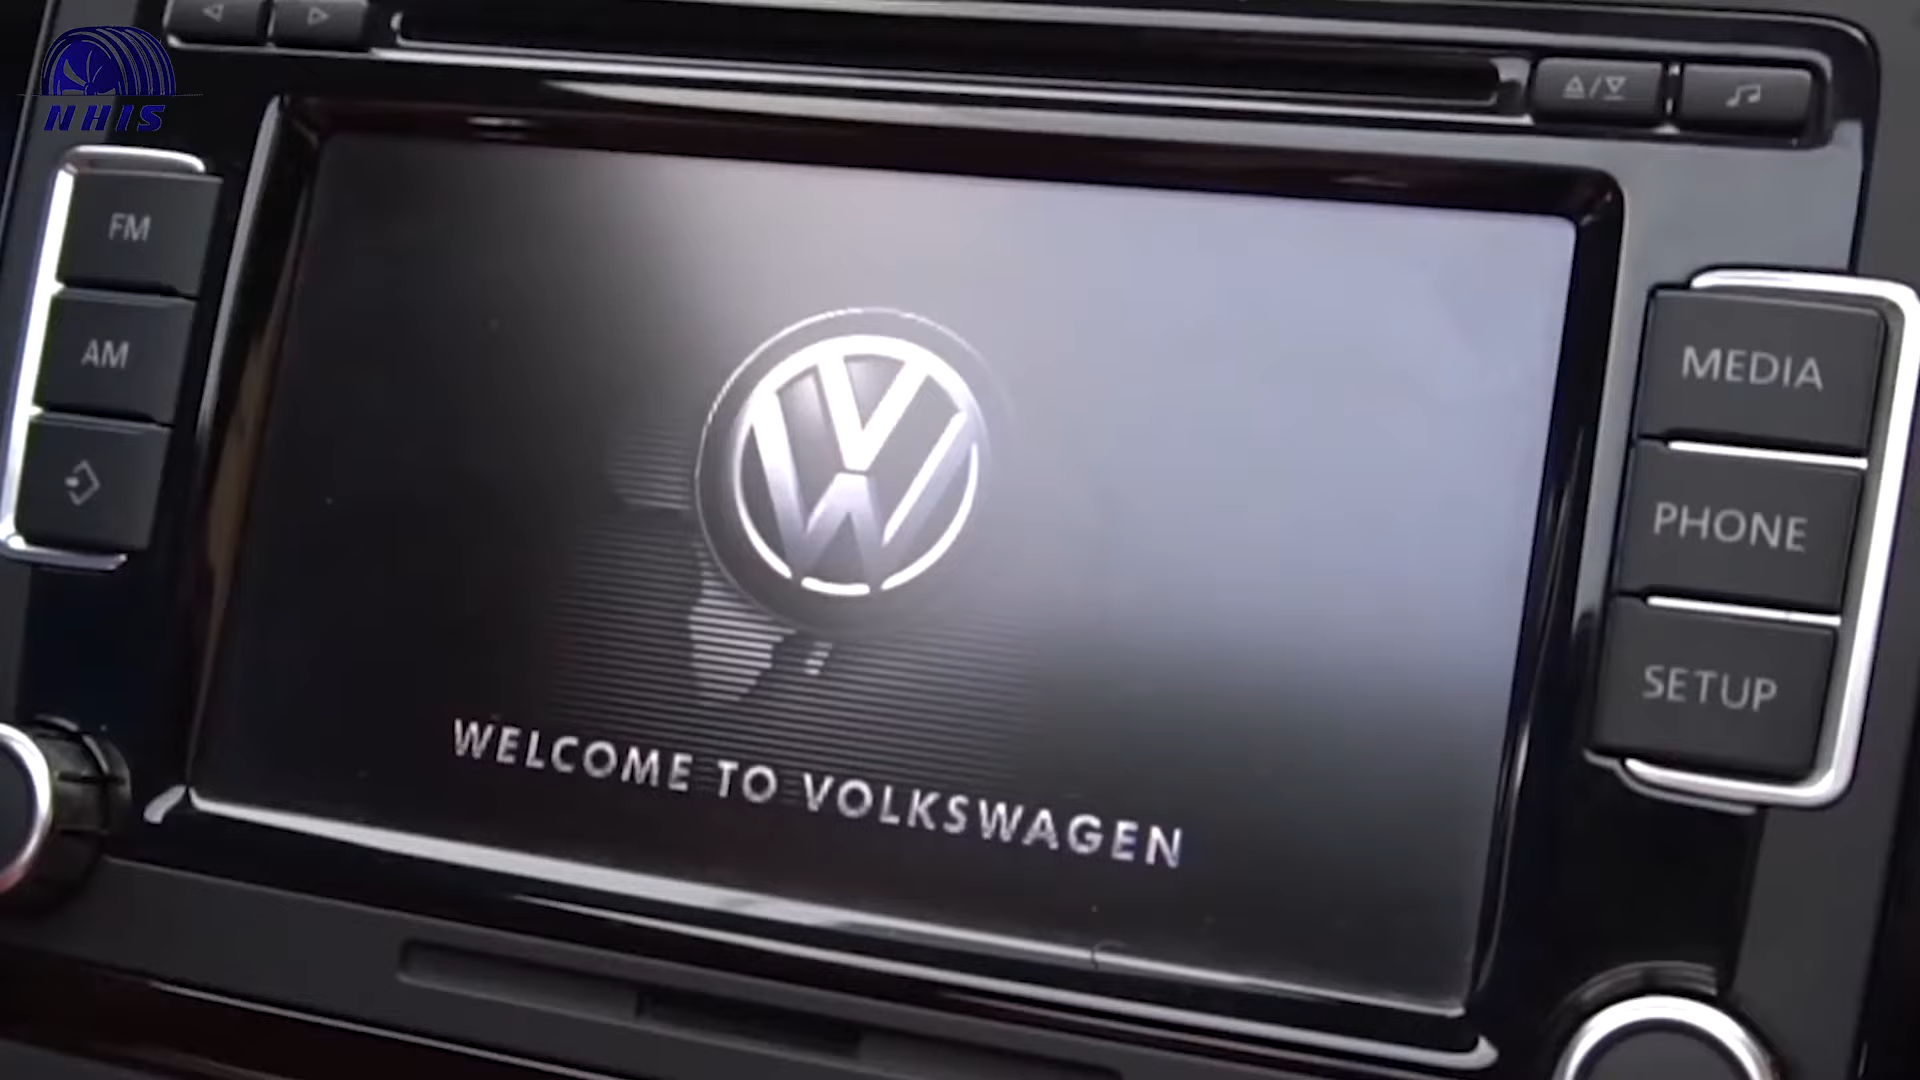 NHIS
FM
AM
MEDIA
PHONE
SETUP
WELCOME TO VOLKSWAGEN